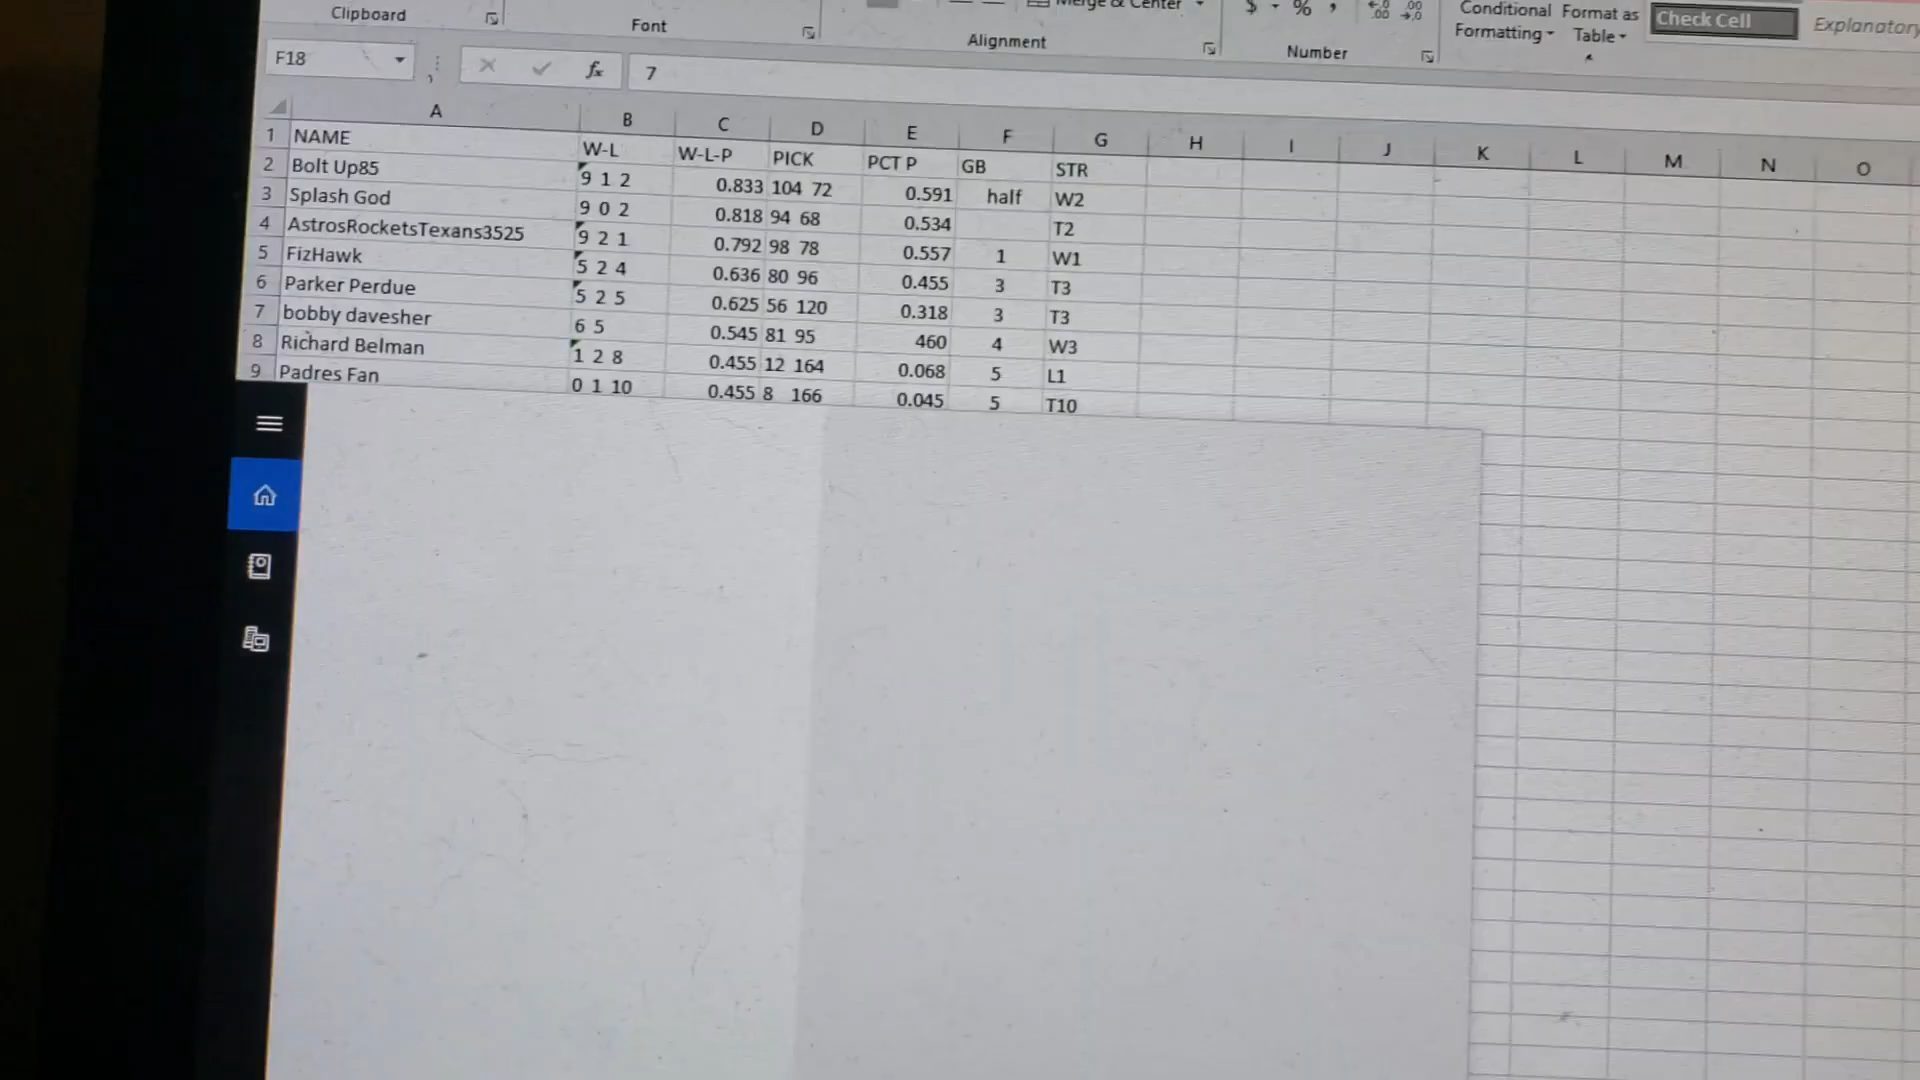 Clipboard Font Alignment Number Conditional Formatting Format as Table Check Cell Explanatory
Merge & Center $ % ,
F18 fx 7
A B C D E F G H I J K L M N O
1 NAME W-L W-L-P PICK PCT P GB STR
2 Bolt Up85 9 1 2 0.833 104 72 0.591 half W2
3 Splash God 9 0 2 0.818 94 68 0.534 T2
4 AstrosRocketsTexans3525 9 2 1 0.792 98 78 0.557 1 W1
5 FizHawk 5 2 4 0.636 80 96 0.455 3 T3
6 Parker Perdue 5 2 5 0.625 56 120 0.318 3 T3
7 bobby davesher 6 5 0.545 81 95 460 4 W3
8 Richard Belman 1 2 8 0.455 12 164 0.068 5 L1
9 Padres Fan 0 1 10 0.455 8 166 0.045 5 T10